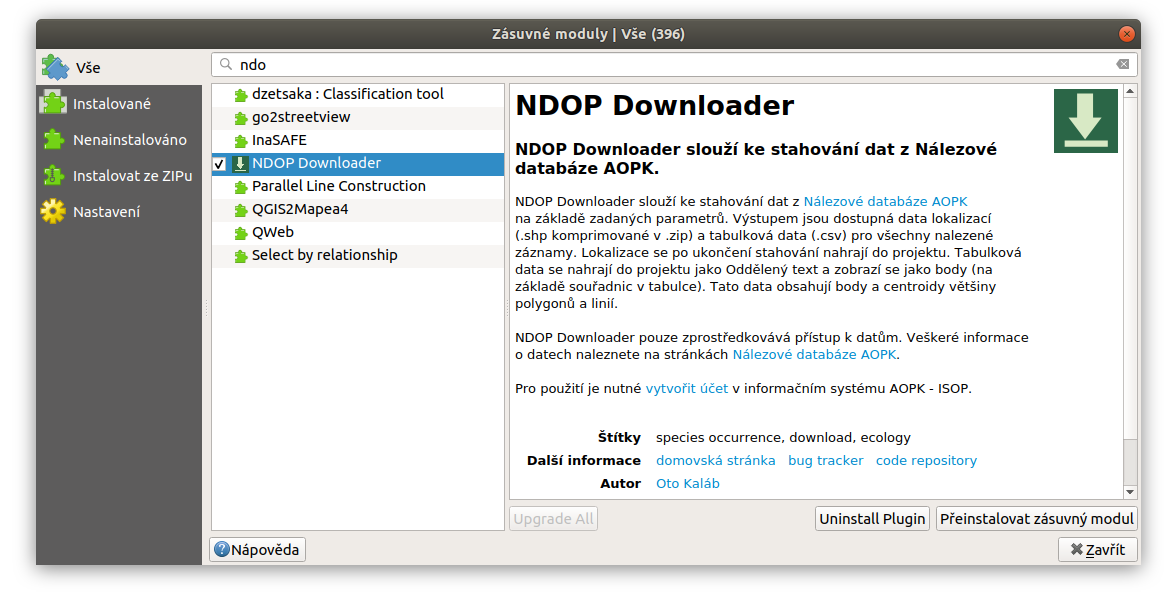 Zásuvné moduly | Vše (396)
Vše
Instalované
Nenainstalováno
Instalovat ze ZIPu
Nastavení
ndo
dzetsaka : Classification tool
go2streetview
InaSAFE
NDOP Downloader
Parallel Line Construction
QGIS2Mapea4
QWeb
Select by relationship
NDOP Downloader
NDOP Downloader slouží ke stahování dat z Nálezové
databáze AOPK.
NDOP Downloader slouží ke stahování dat z Nálezové databáze AOPK
na základě zadaných parametrů. Výstupem jsou dostupná data lokalizací
(.shp komprimované v .zip) a tabulková data (.csv) pro všechny nalezené
záznamy. Lokalizace se po ukončení stahování nahrají do projektu. Tabulková
data se nahrají do projektu jako Oddělený text a zobrazí se jako body (na
základě souřadnic v tabulce). Tato data obsahují body a centroidy většiny
polygonů a linií.
NDOP Downloader pouze zprostředkovává přístup k datům. Veškeré informace
o datech naleznete na stránkách Nálezové databáze AOPK.
Pro použití je nutné vytvořit účet v informačním systému AOPK - ISOP.
Štítky species occurrence, download, ecology
Další informace domovská stránka bug tracker code repository
Autor Oto Kaláb
Upgrade All
Uninstall Plugin
Přeinstalovat zásuvný modul
Nápověda
Zavřít